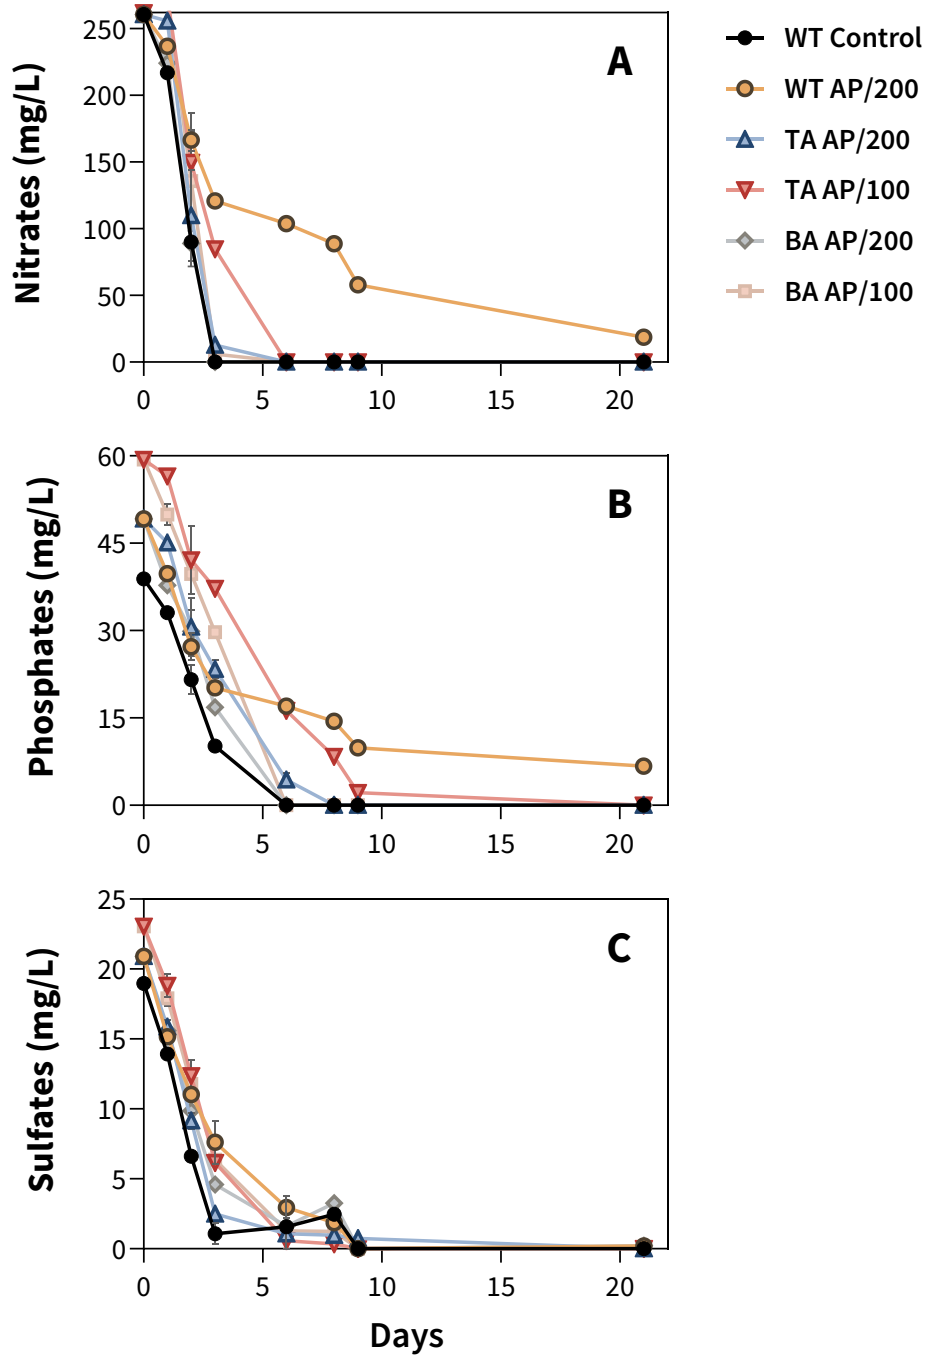 A
Nitrates (mg/L)
250
200
150
100
50
0
0 5 10 15 20
WT Control
WT AP/200
TA AP/200
TA AP/100
BA AP/200
BA AP/100
B
Phosphates (mg/L)
60
45
30
15
0
0 5 10 15 20
C
Sulfates (mg/L)
25
20
15
10
5
0
0 5 10 15 20
Days